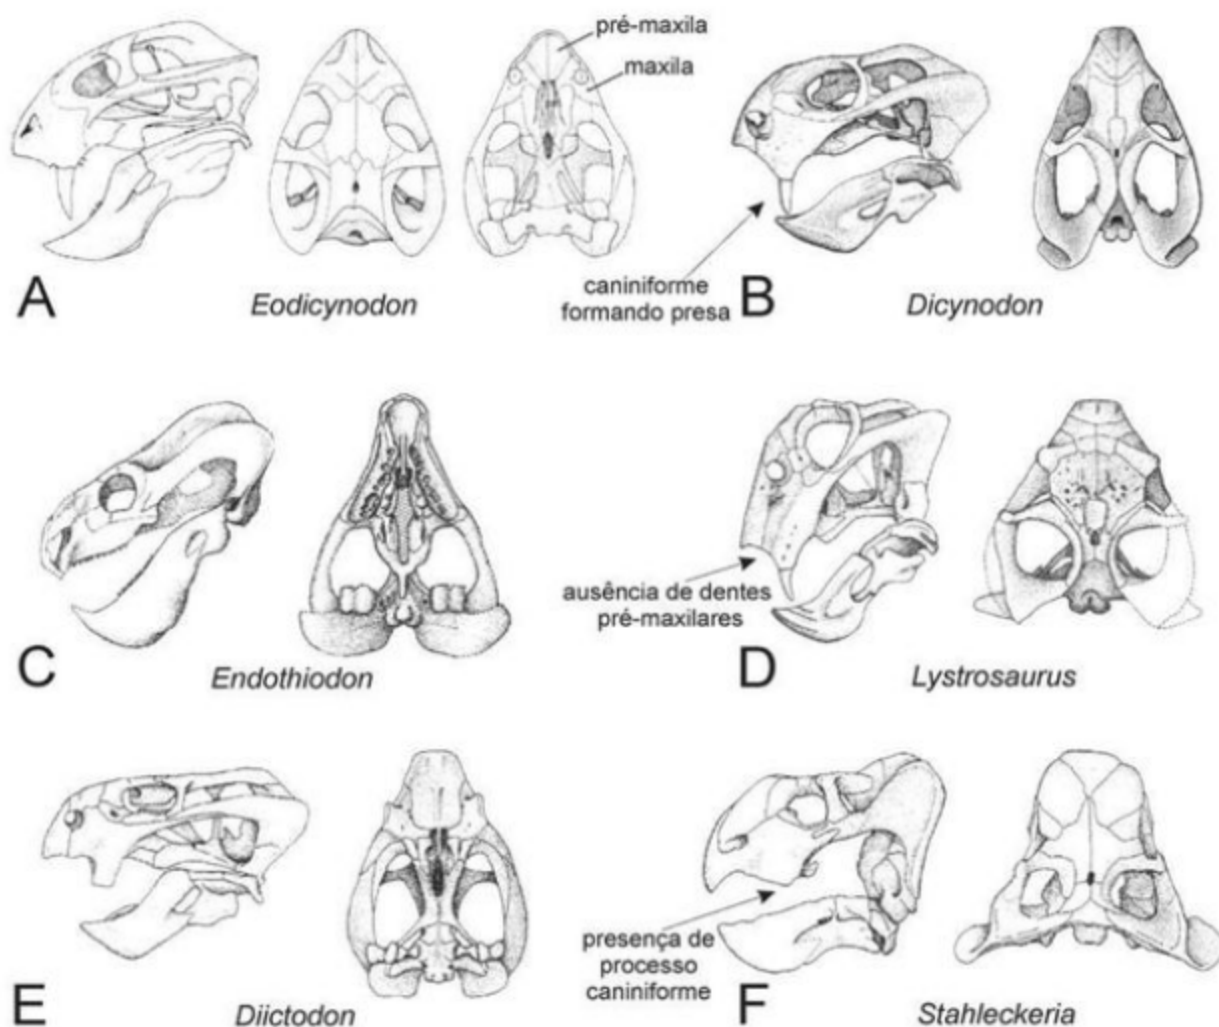 pré-maxila
maxila
caniniforme
formando presa
A
Eodicynodon
B
Dicynodon
ausência de dentes
pré-maxilares
C
Endothiodon
D
Lystrosaurus
presença de
processo
caniniforme
E
Diictodon
F
Stahleckeria